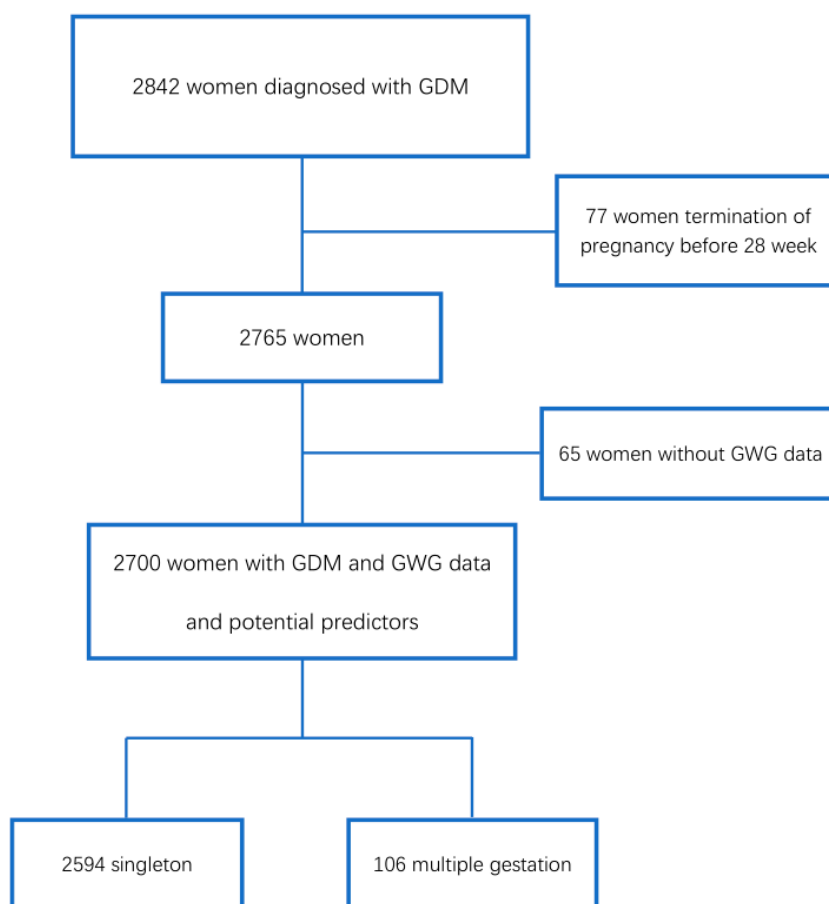 2842 women diagnosed with GDM
77 women termination of
pregnancy before 28 week
2765 women
65 women without GWG data
2700 women with GDM and GWG data
and potential predictors
2594 singleton
106 multiple gestation